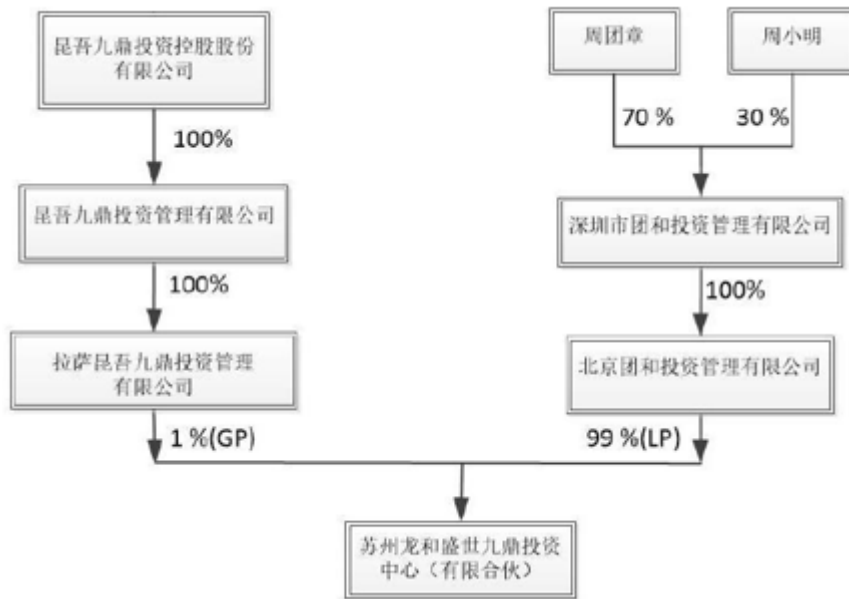 昆吾九鼎投资控股股份
有限公司
周团章
周小明
100%
70 %
30 %
昆吾九鼎投资管理有限公司
深圳市团和投资管理有限公司
100%
100%
拉萨昆吾九鼎投资管理
有限公司
北京团和投资管理有限公司
1 %(GP)
99 %(LP)
苏州龙和盛世九鼎投资
中心（有限合伙）